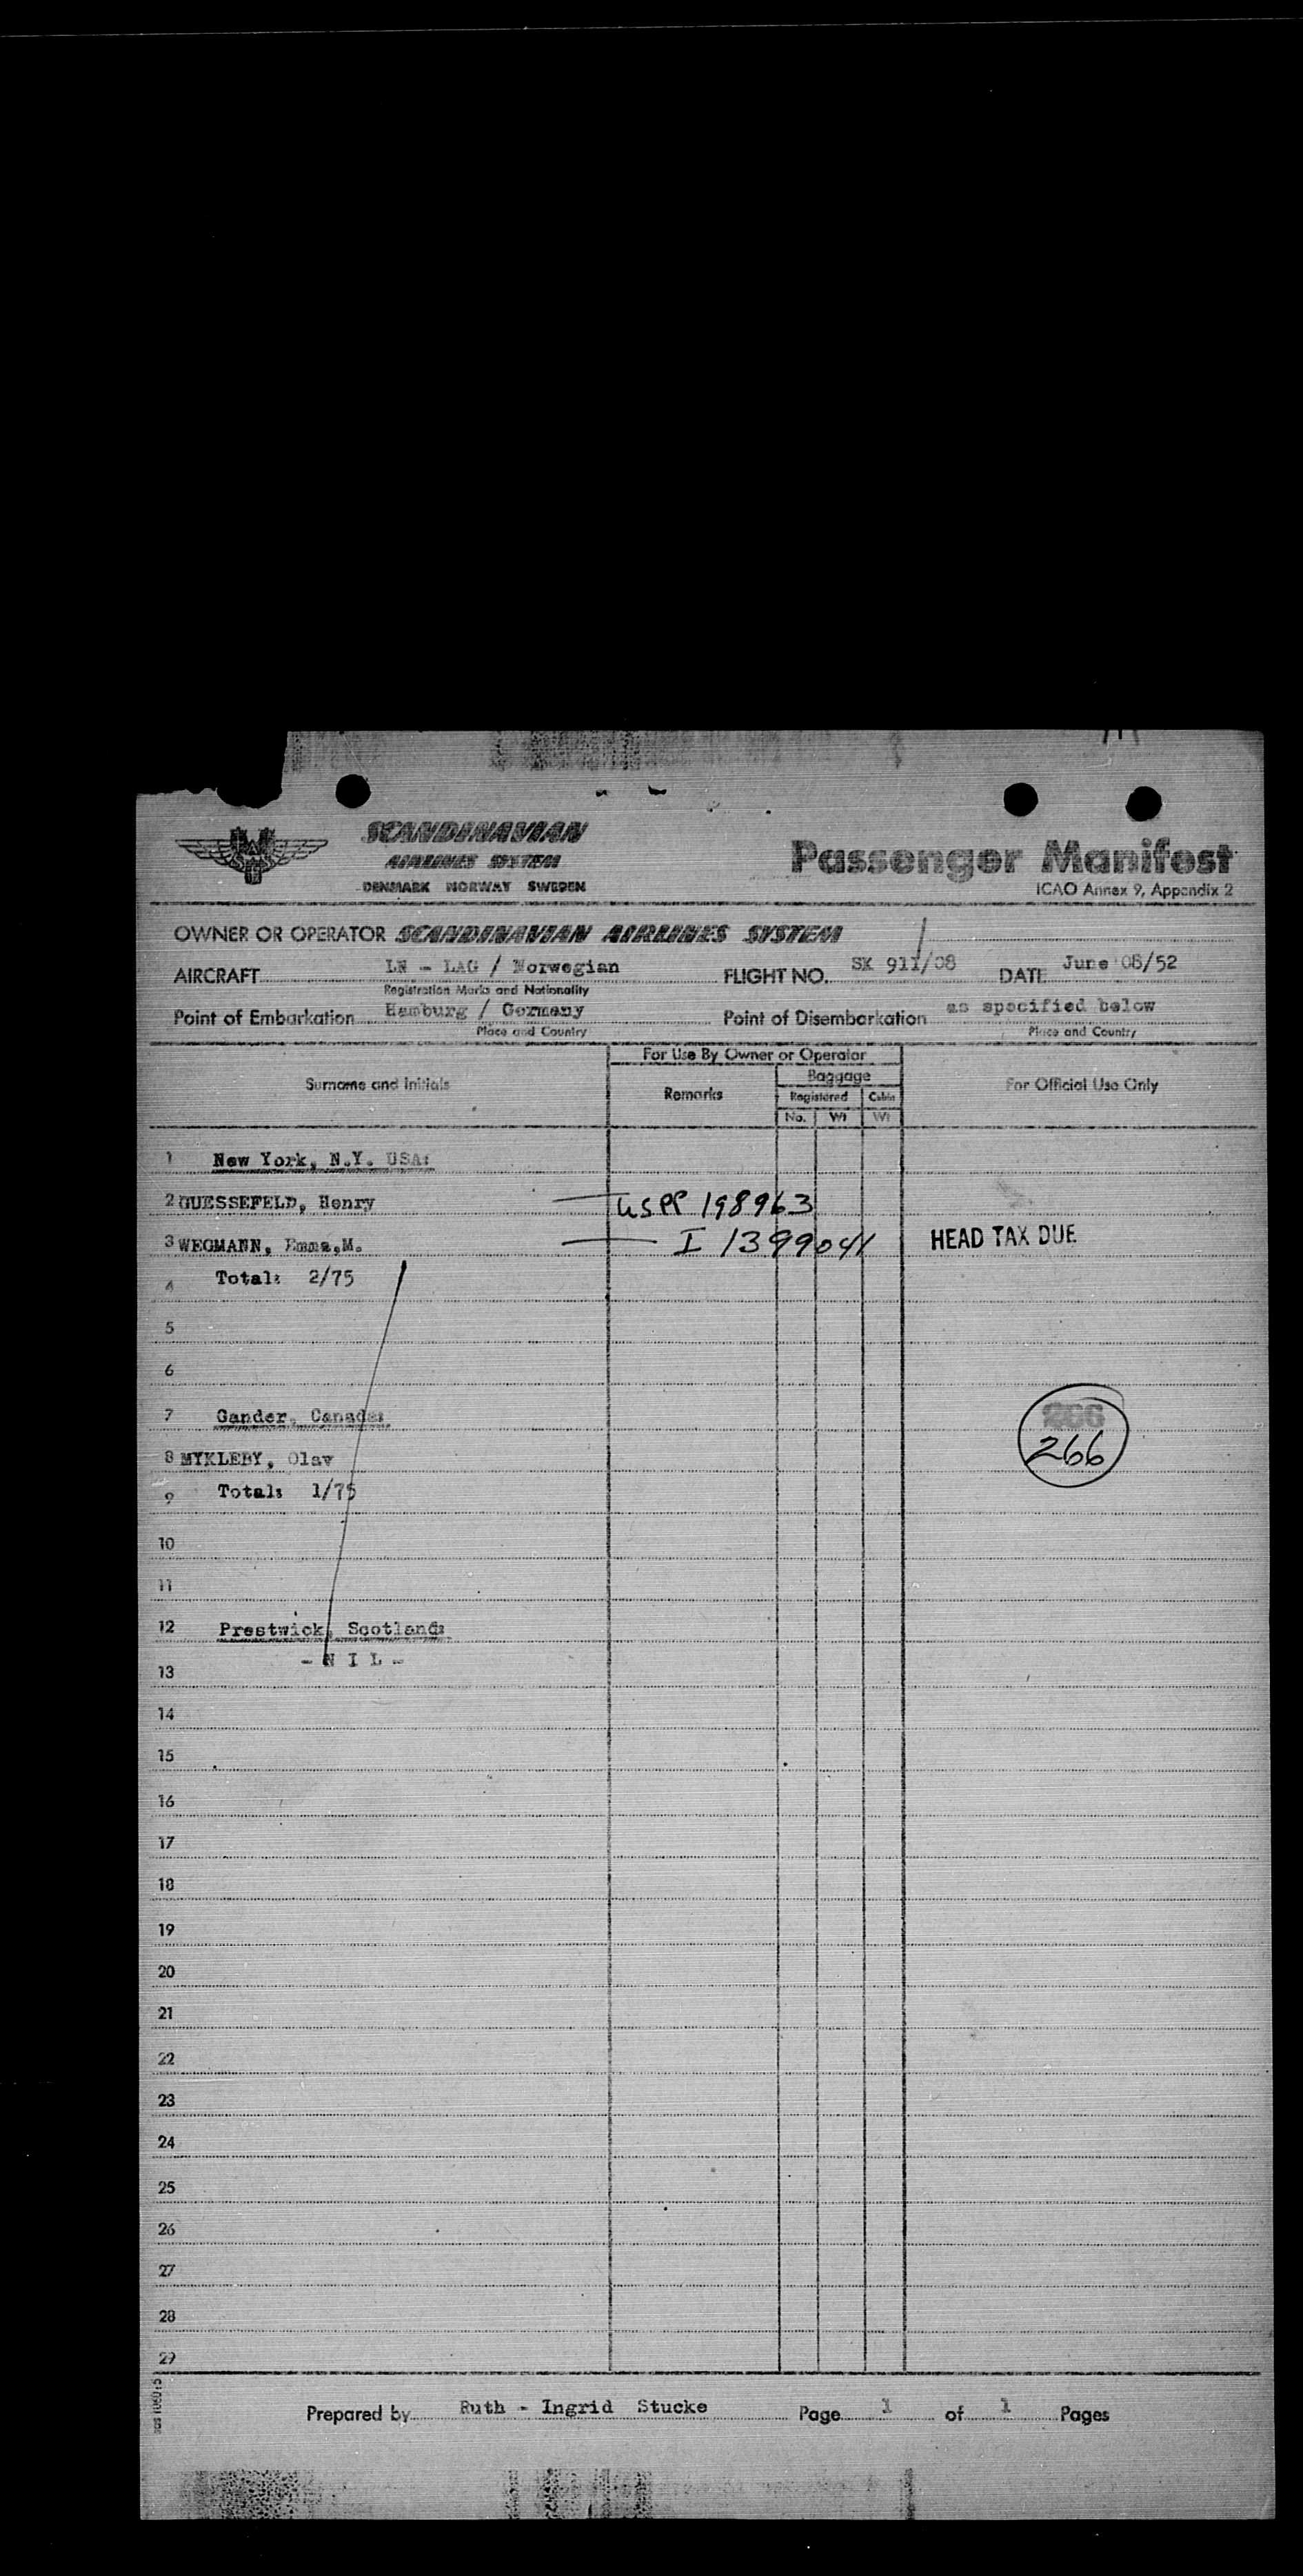 SCANDINAVIAN
AIRLINES SYSTEM
DENMARK NORWAY SWEDEN
Passenger Manifest
ICAO Annex 9, Appendix 2
OWNER OR OPERATOR SCANDINAVIAN AIRLINES SYSTEM
AIRCRAFT LN - LAG / Norwegian FLIGHT NO. SK 911/08 DATE June 08/52
Registration Marks and Nationality
Point of Embarkation Hamburg / Germany Point of Disembarkation as specified below
Place and Country Place and Country
For Use By Owner or Operator
Surname and Initials Remarks Baggage For Official Use Only
Registered Cabin
No. Wt Wt
1 New York, N.Y. USA:
2 GUESSEFELD, Henry USPP 198963
3 WEGMANN, Emma,M. I 1399041 HEAD TAX DUE
4 Total: 2/75
5
6
7 Gander, Canada:
266
8 MYKLEBY, Olav 266
9 Total: 1/75
10
11
12 Prestwick, Scotland:
- N I L -
13
14
15
16
17
18
19
20
21
22
23
24
25
26
27
28
29
Prepared by Ruth - Ingrid Stucke Page 1 of 1 Pages